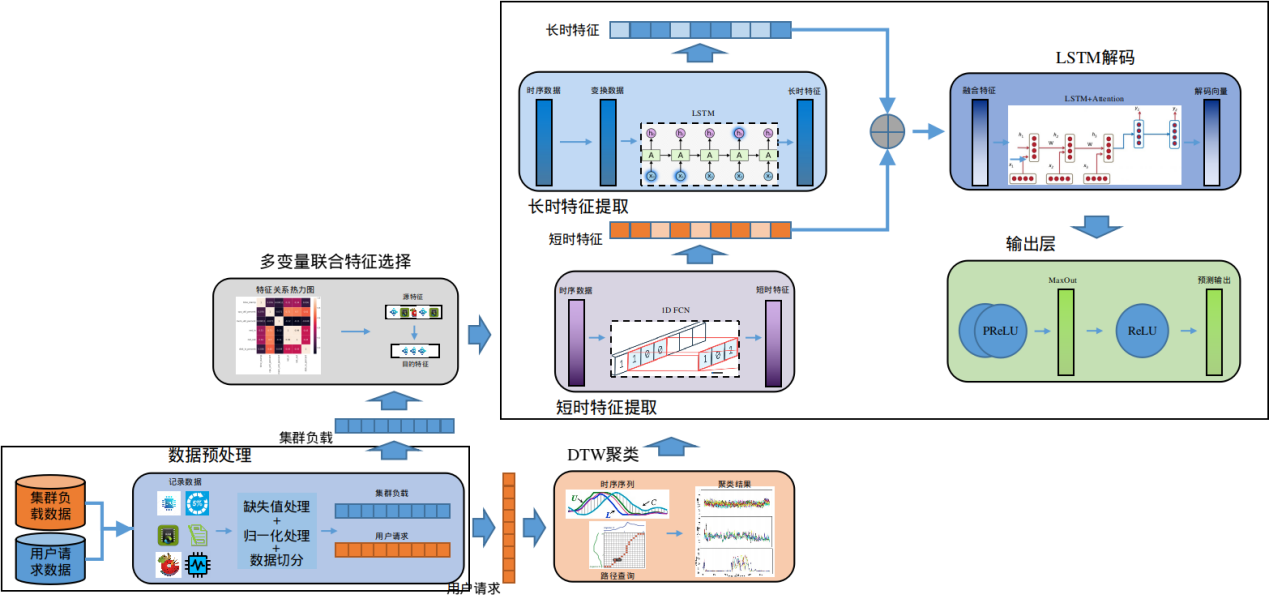 长时特征
LSTM解码
时序数据
变换数据
长时特征
LSTM
A
A
A
A
A
长时特征提取
融合特征
LSTM+Attention
解码向量
短时特征
输出层
时序数据
1D FCN
短时特征
1 1 0 0
1 0 1
短时特征提取
MaxOut
预测输出
PReLU
ReLU
多变量联合特征选择
特征关系热力图
源特征
目的特征
集群负载
数据预处理
集群负
载数据
用户请
求数据
记录数据
缺失值处理
+
归一化处理
+
数据切分
集群负载
用户请求
用户请求
DTW聚类
时序序列
U
C
L
路径查询
聚类结果